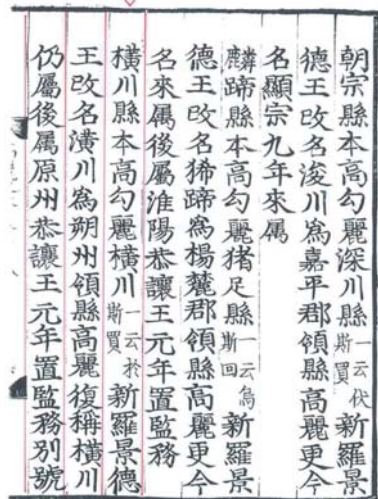 朝宗縣本高勾麗深川縣一云伏斯買新羅景
德王改名浚川爲嘉平郡領縣高麗更今
名顯宗九年來属
麟蹄縣本高勾麗猪足縣一云烏斯回新羅景
德王改名狶蹄爲楊麓郡領縣高麗更今
名來属後屬淮陽恭讓王元年置監務
橫川縣本高勾麗橫川一云於斯買新羅景德
王改名潢川爲朔州領縣高麗復稱橫川
仍屬後属原州恭讓王元年置監務別號